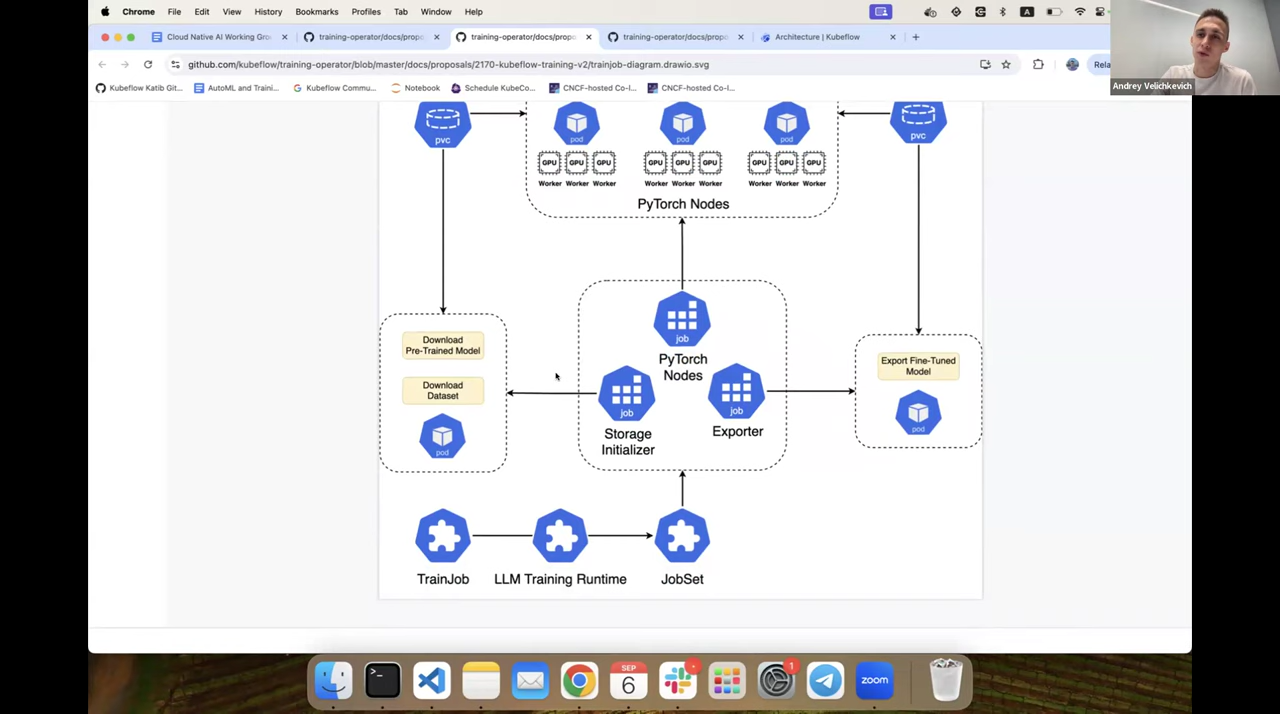 Chrome File Edit View History Bookmarks Profiles Tab Window Help
A
Cloud Native AI Working Gro
training-operator/docs/propo
training-operator/docs/propo
training-operator/docs/propo
Architecture | Kubeflow
github.com/kubeflow/training-operator/blob/master/docs/proposals/2170-kubeflow-training-v2/trainjob-diagram.drawio.svg
Rela
Andrey Velichkevich
Kubeflow Katib Git...
AutoML and Traini...
Kubeflow Commu...
Notebook
Schedule KubeCo...
CNCF-hosted Co-l...
CNCF-hosted Co-l...
pvc
pod
pod
pod
pvc
GPU GPU GPU GPU GPU GPU GPU GPU GPU
Worker Worker Worker Worker Worker Worker Worker Worker Worker
PyTorch Nodes
Download
Pre-Trained Model
Download
Dataset
pod
job
PyTorch
Nodes
job
Storage
Initializer
job
Exporter
Export Fine-Tuned
Model
pod
TrainJob
LLM Training Runtime
JobSet
SEP
6
1
zoom